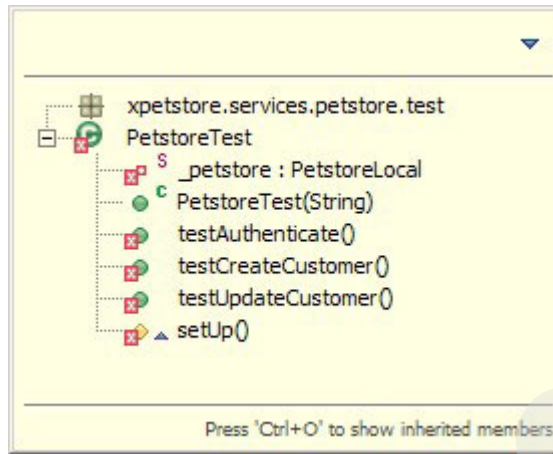 xpetstore.services.petstore.test
PetstoreTest
S _petstore : PetstoreLocal
C PetstoreTest(String)
testAuthenticate()
testCreateCustomer()
testUpdateCustomer()
setUp()
Press 'Ctrl+O' to show inherited members